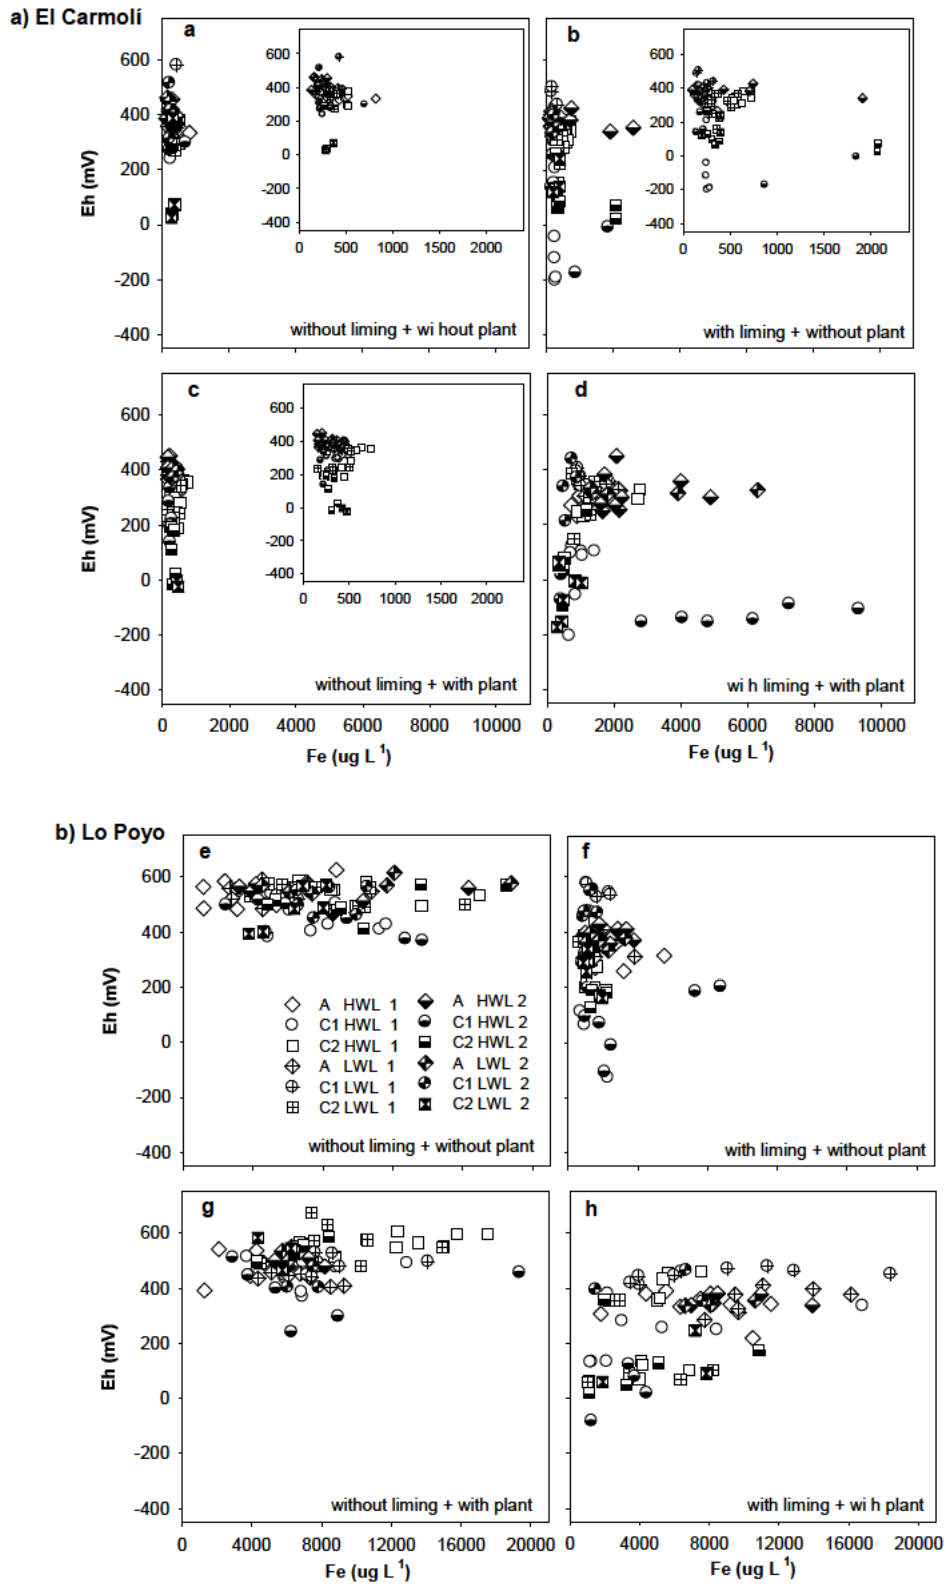 a) El Carmolí
a
600
400
200
0
-200
-400
Eh (mV)
600
400
200
0
-200
-400
0 500 1000 1500 2000
without liming + wi hout plant
b
600
400
200
0
-200
-400
0 500 1000 1500 2000
with liming + without plant
c
600
400
200
0
-200
-400
Eh (mV)
600
400
200
0
-200
-400
0 500 1000 1500 2000
without liming + with plant
0 2000 4000 6000 10000
Fe (ug L 1)
d
wi h liming + with plant
0 2000 4000 6000 8000 10000
Fe (ug L 1)
b) Lo Poyo
e
600
400
200
0
-200
-400
Eh (mV)
A HWL 1
C1 HWL 1
C2 HWL 1
A LWL 1
C1 LWL 1
C2 LWL 1
A HWL 2
C1 HWL 2
C2 HWL 2
A LWL 2
C1 LWL 2
C2 LWL 2
without liming + without plant
f
with liming + without plant
g
600
400
200
0
-200
-400
Eh (mV)
without liming + with plant
0 4000 8000 12000 16000 20000
Fe (ug L 1)
h
with liming + wi h plant
0 4000 8000 12000 16000 20000
Fe (ug L 1)